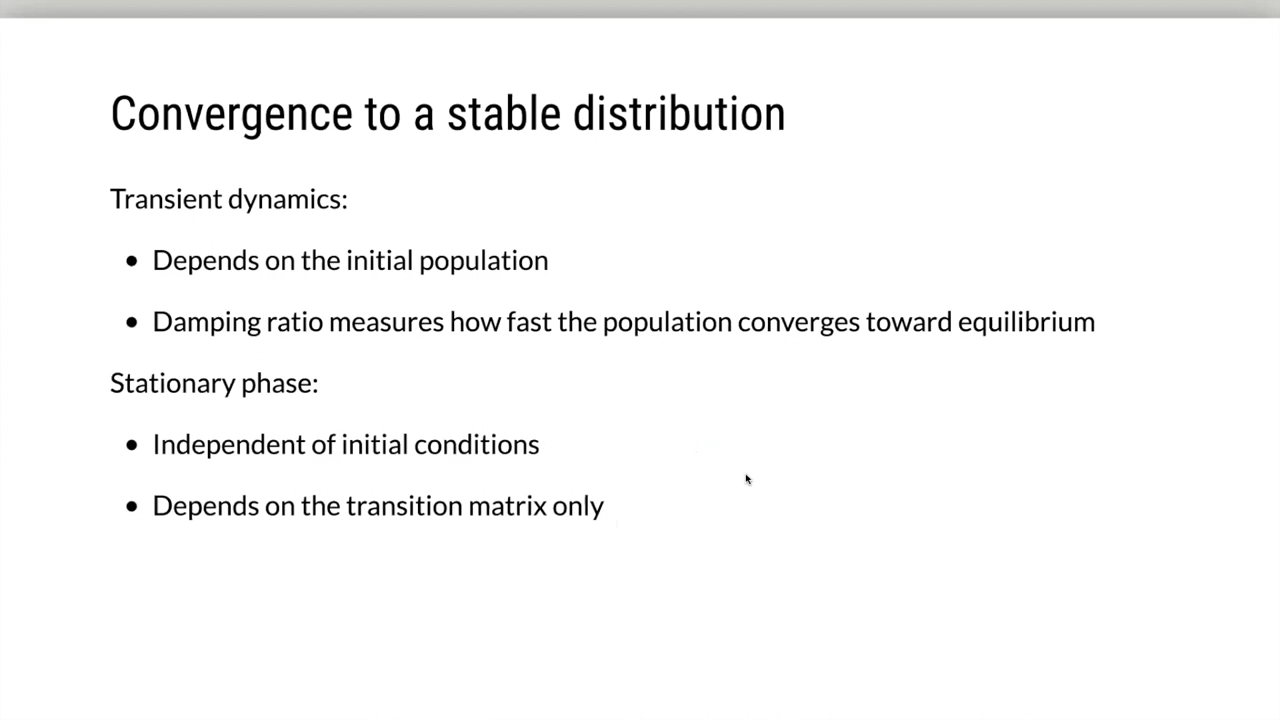 Convergence to a stable distribution
Transient dynamics:
• Depends on the initial population
• Damping ratio measures how fast the population converges toward equilibrium
Stationary phase:
• Independent of initial conditions
• Depends on the transition matrix only